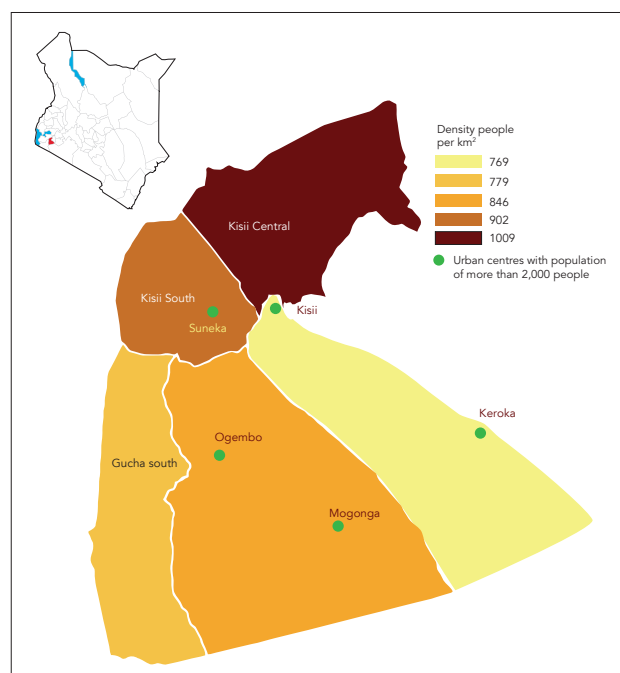 Density people
per km²
769
779
846
902
1009
Urban centres with population
of more than 2,000 people
Kisii Central
Kisii South
Suneka
Kisii
Keroka
Ogembo
Gucha south
Mogonga